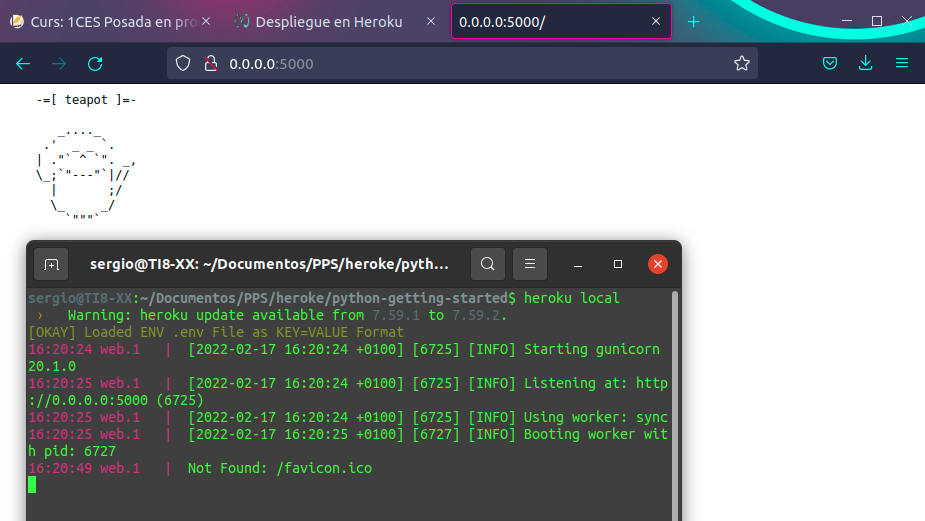 Curs: 1CES Posada en pro
Despliegue en Heroku
0.0.0.0:5000/
0.0.0.0:5000
-=[ teapot ]=-
   _...._
 .'  _ _ `.
| ."` ^ `". _,
\_;`"---"`|//
  |       ;/
  \_     _/
    `"""`
sergio@TI8-XX: ~/Documentos/PPS/heroke/pyth...
sergio@TI8-XX:~/Documentos/PPS/heroke/python-getting-started$ heroku local
 ›   Warning: heroku update available from 7.59.1 to 7.59.2.
[OKAY] Loaded ENV .env File as KEY=VALUE Format
16:20:24 web.1   |  [2022-02-17 16:20:24 +0100] [6725] [INFO] Starting gunicorn
20.1.0
16:20:25 web.1   |  [2022-02-17 16:20:24 +0100] [6725] [INFO] Listening at: http
://0.0.0.0:5000 (6725)
16:20:25 web.1   |  [2022-02-17 16:20:24 +0100] [6725] [INFO] Using worker: sync
16:20:25 web.1   |  [2022-02-17 16:20:25 +0100] [6727] [INFO] Booting worker wit
h pid: 6727
16:20:49 web.1   |  Not Found: /favicon.ico